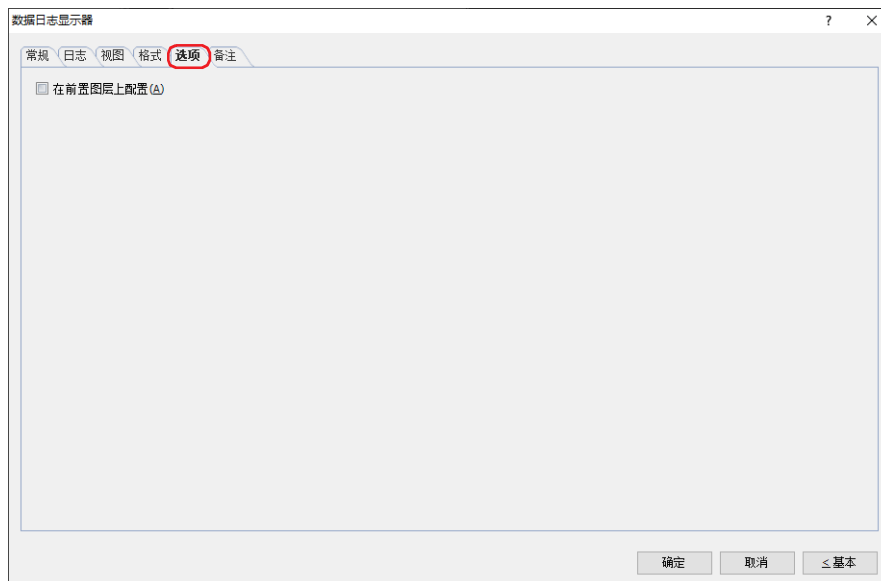 数据日志显示器 ?
常规 日志 视图 格式 选项 备注
在前置图层上配置(A)
确定 取消 ≤基本